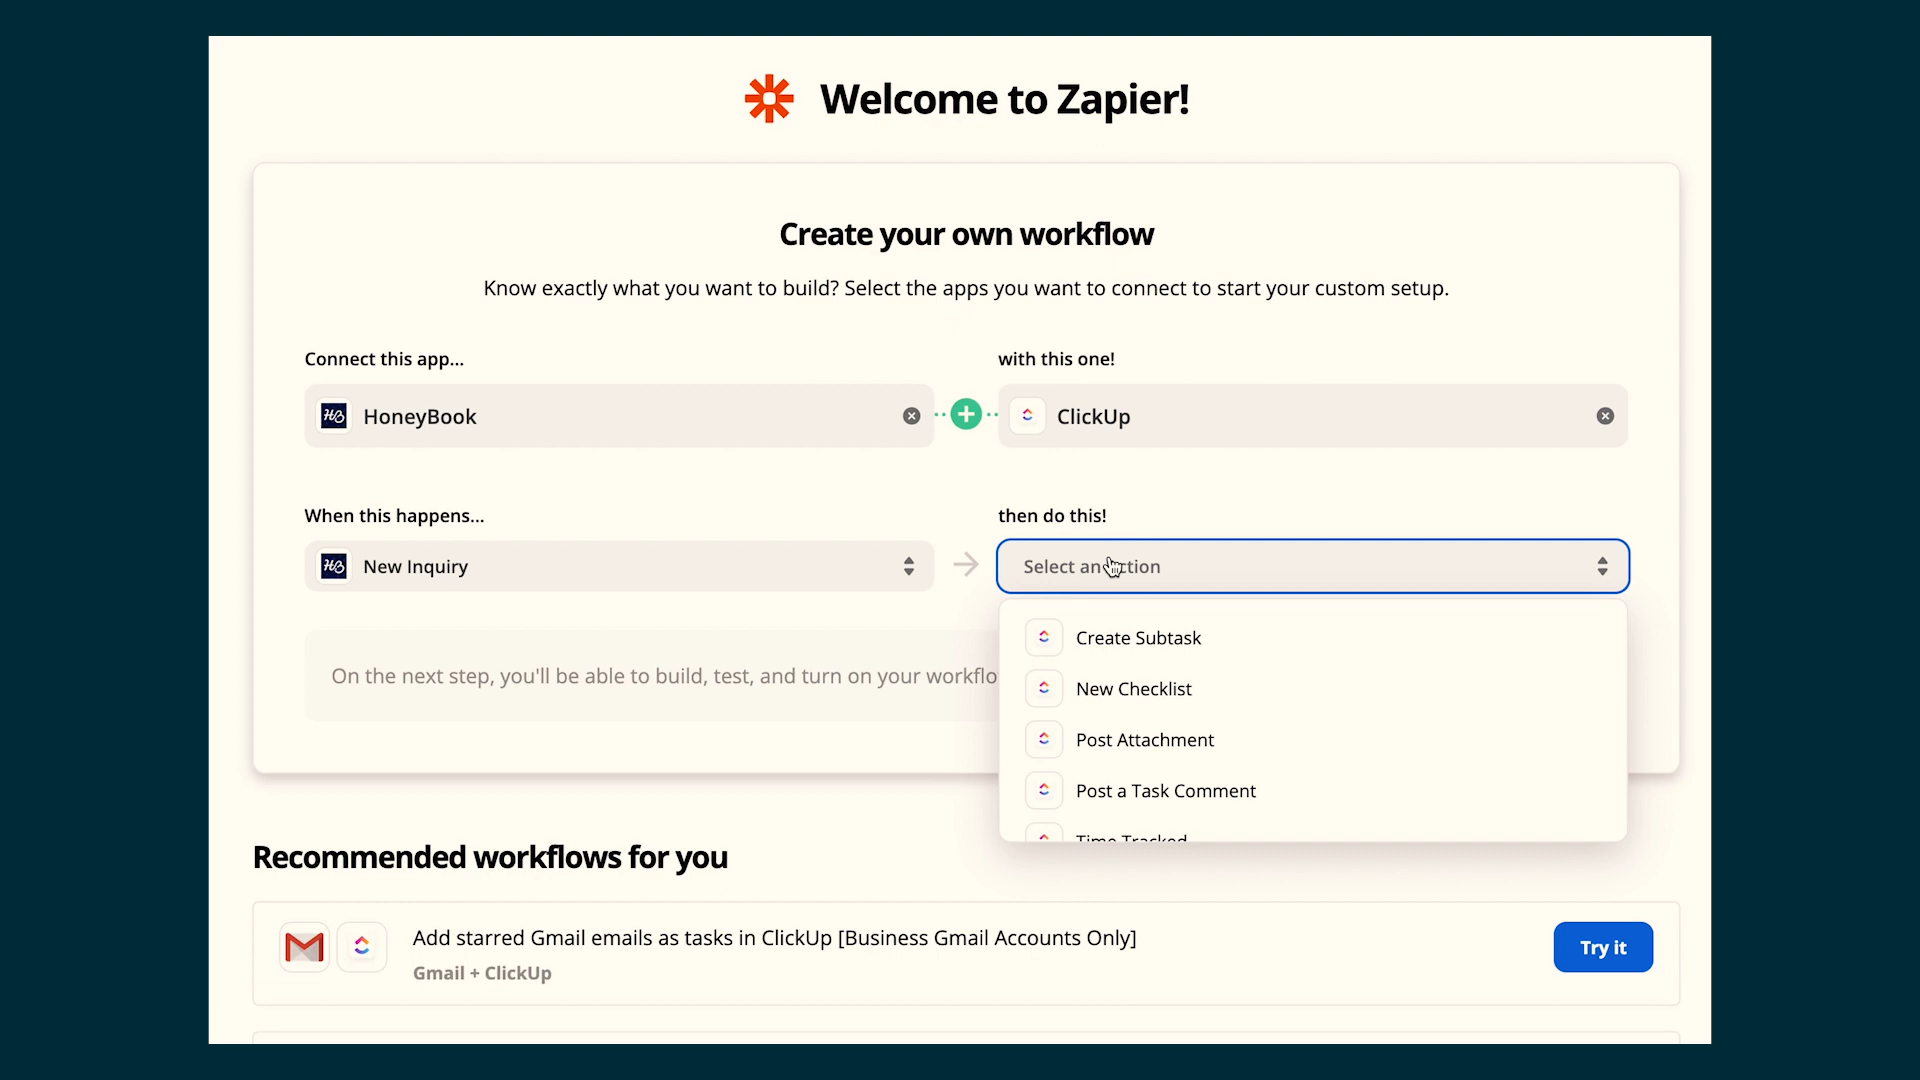 Welcome to Zapier!
Create your own workflow
Know exactly what you want to build? Select the apps you want to connect to start your custom setup.
Connect this app...
with this one!
HB HoneyBook
ClickUp
When this happens...
then do this!
HB New Inquiry
Select an
Create Subtask
New Checklist
Post Attachment
Post a Task Comment
Time Tracked
On the next step, you'll be able to build, test, and turn on your workflo
Recommended workflows for you
Add starred Gmail emails as tasks in ClickUp [Business Gmail Accounts Only]
Gmail + ClickUp
Try it